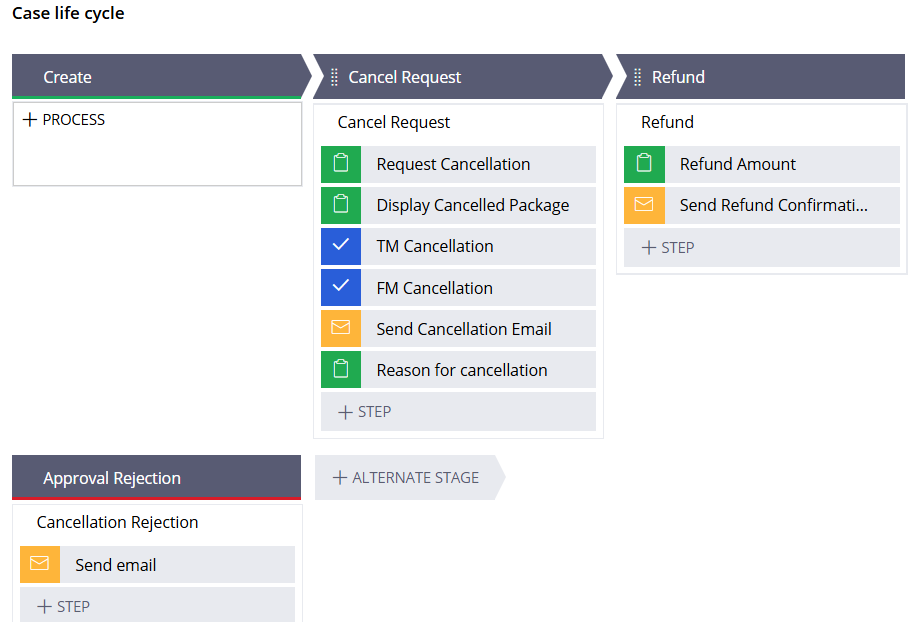 Case life cycle
Create
Cancel Request
Refund
+ PROCESS
Cancel Request
Request Cancellation
Display Cancelled Package
TM Cancellation
FM Cancellation
Send Cancellation Email
Reason for cancellation
+ STEP
Refund
Refund Amount
Send Refund Confirmati...
+ STEP
Approval Rejection
+ ALTERNATE STAGE
Cancellation Rejection
Send email
+ STEP